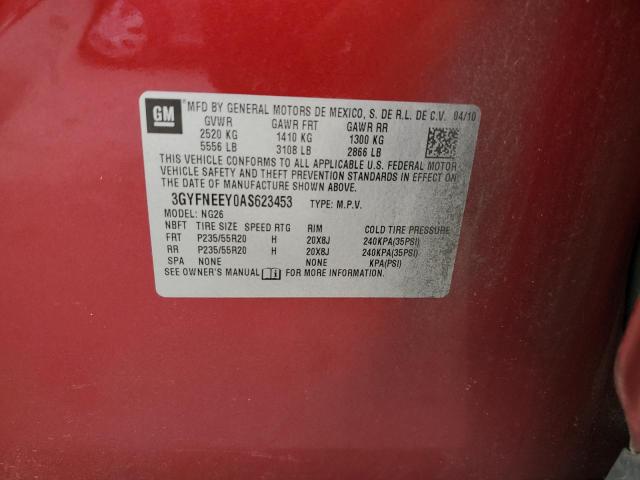 GM
MFD BY GENERAL MOTORS DE MEXICO, S. DE R.L. DE C.V. 04/10
GVWR GAWR FRT GAWR RR
2520 KG 1410 KG 1300 KG
5556 LB 3108 LB 2866 LB
THIS VEHICLE CONFORMS TO ALL APPLICABLE U.S. FEDERAL MOTOR
VEHICLE SAFETY AND THEFT PREVENTION STANDARDS IN EFFECT ON
THE DATE OF MANUFACTURE SHOWN ABOVE.
3GYFNEEY0AS623453 TYPE: M.P.V.
MODEL: NG26
NBFT TIRE SIZE SPEED RTG RIM COLD TIRE PRESSURE
FRT P235/55R20 H 20X8J 240KPA(35PSI)
RR P235/55R20 H 20X8J 240KPA(35PSI)
SPA NONE NONE KPA(PSI)
SEE OWNER'S MANUAL FOR MORE INFORMATION.